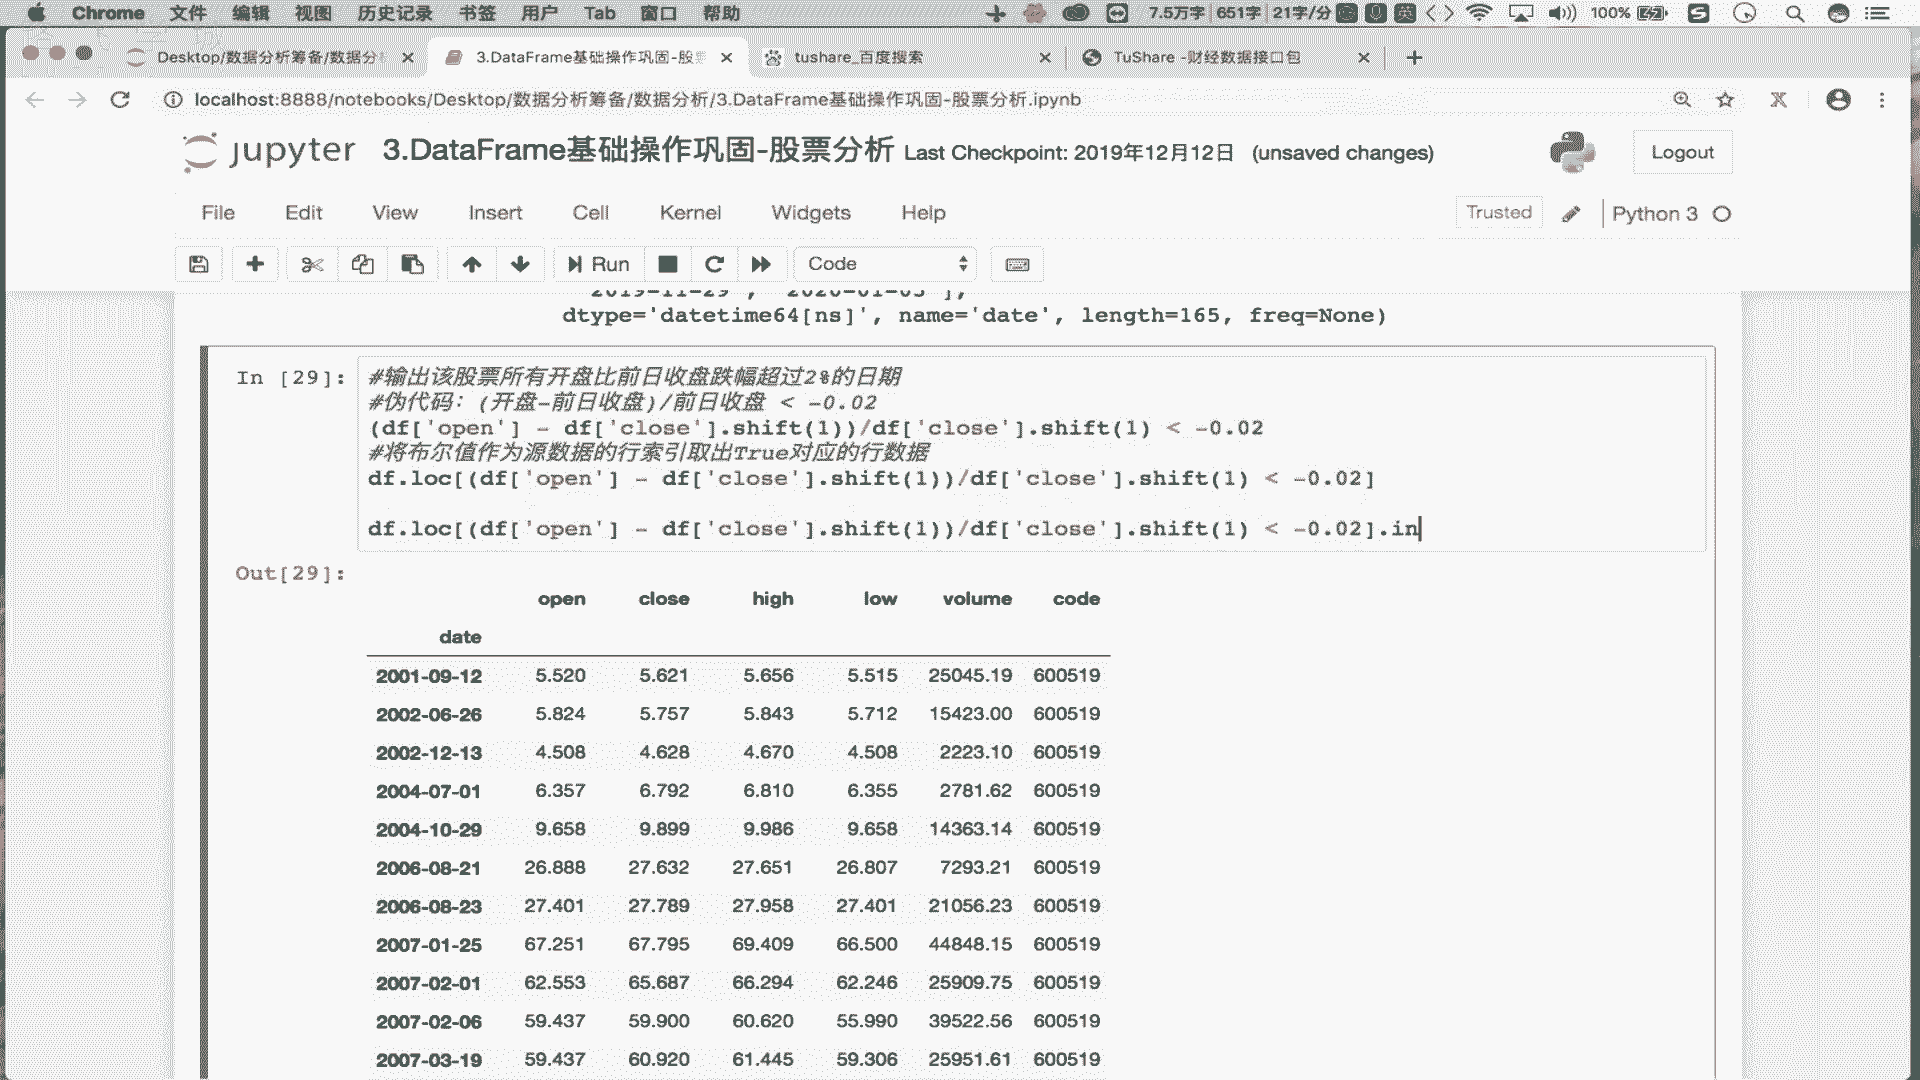 Chrome 文件 编辑 视图 历史记录 书签 用户 Tab 窗口 帮助 7.5万字 651字 21字/分 英 100%
Desktop/数据分析筹备/数据分 3.DataFrame基础操作巩固-股 tushare_百度搜索 TuShare -财经数据接口包
localhost:8888/notebooks/Desktop/数据分析筹备/数据分析/3.DataFrame基础操作巩固-股票分析.ipynb
jupyter 3.DataFrame基础操作巩固-股票分析 Last Checkpoint: 2019年12月12日 (unsaved changes) Logout
File Edit View Insert Cell Kernel Widgets Help Trusted Python 3
Run Code
'2019-11-29', '2020-01-03'],
dtype='datetime64[ns]', name='date', length=165, freq=None)
In [29]: #输出该股票所有开盘比前日收盘跌幅超过2%的日期
#伪代码：(开盘-前日收盘)/前日收盘 < -0.02
(df['open'] - df['close'].shift(1))/df['close'].shift(1) < -0.02
#将布尔值作为源数据的行索引取出True对应的行数据
df.loc[(df['open'] - df['close'].shift(1))/df['close'].shift(1) < -0.02]
df.loc[(df['open'] - df['close'].shift(1))/df['close'].shift(1) < -0.02].in
Out[29]:
open close high low volume code
date
2001-09-12 5.520 5.621 5.656 5.515 25045.19 600519
2002-06-26 5.824 5.757 5.843 5.712 15423.00 600519
2002-12-13 4.508 4.628 4.670 4.508 2223.10 600519
2004-07-01 6.357 6.792 6.810 6.355 2781.62 600519
2004-10-29 9.658 9.899 9.986 9.658 14363.14 600519
2006-08-21 26.888 27.632 27.651 26.807 7293.21 600519
2006-08-23 27.401 27.789 27.958 27.401 21056.23 600519
2007-01-25 67.251 67.795 69.409 66.500 44848.15 600519
2007-02-01 62.553 65.687 66.294 62.246 25909.75 600519
2007-02-06 59.437 59.900 60.620 55.990 39522.56 600519
2007-03-19 59.437 60.920 61.445 59.306 25951.61 600519